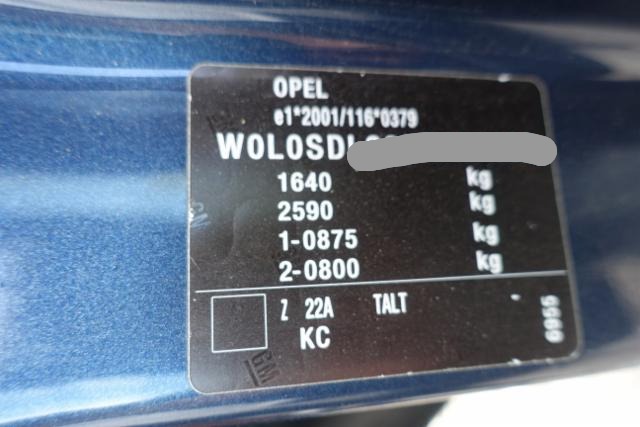 OPEL
e1*2001/116*0379
W0L0SDL
1640 kg
2590 kg
1-0875 kg
2-0800 kg
Z 22A TALT
KC
6955
GM